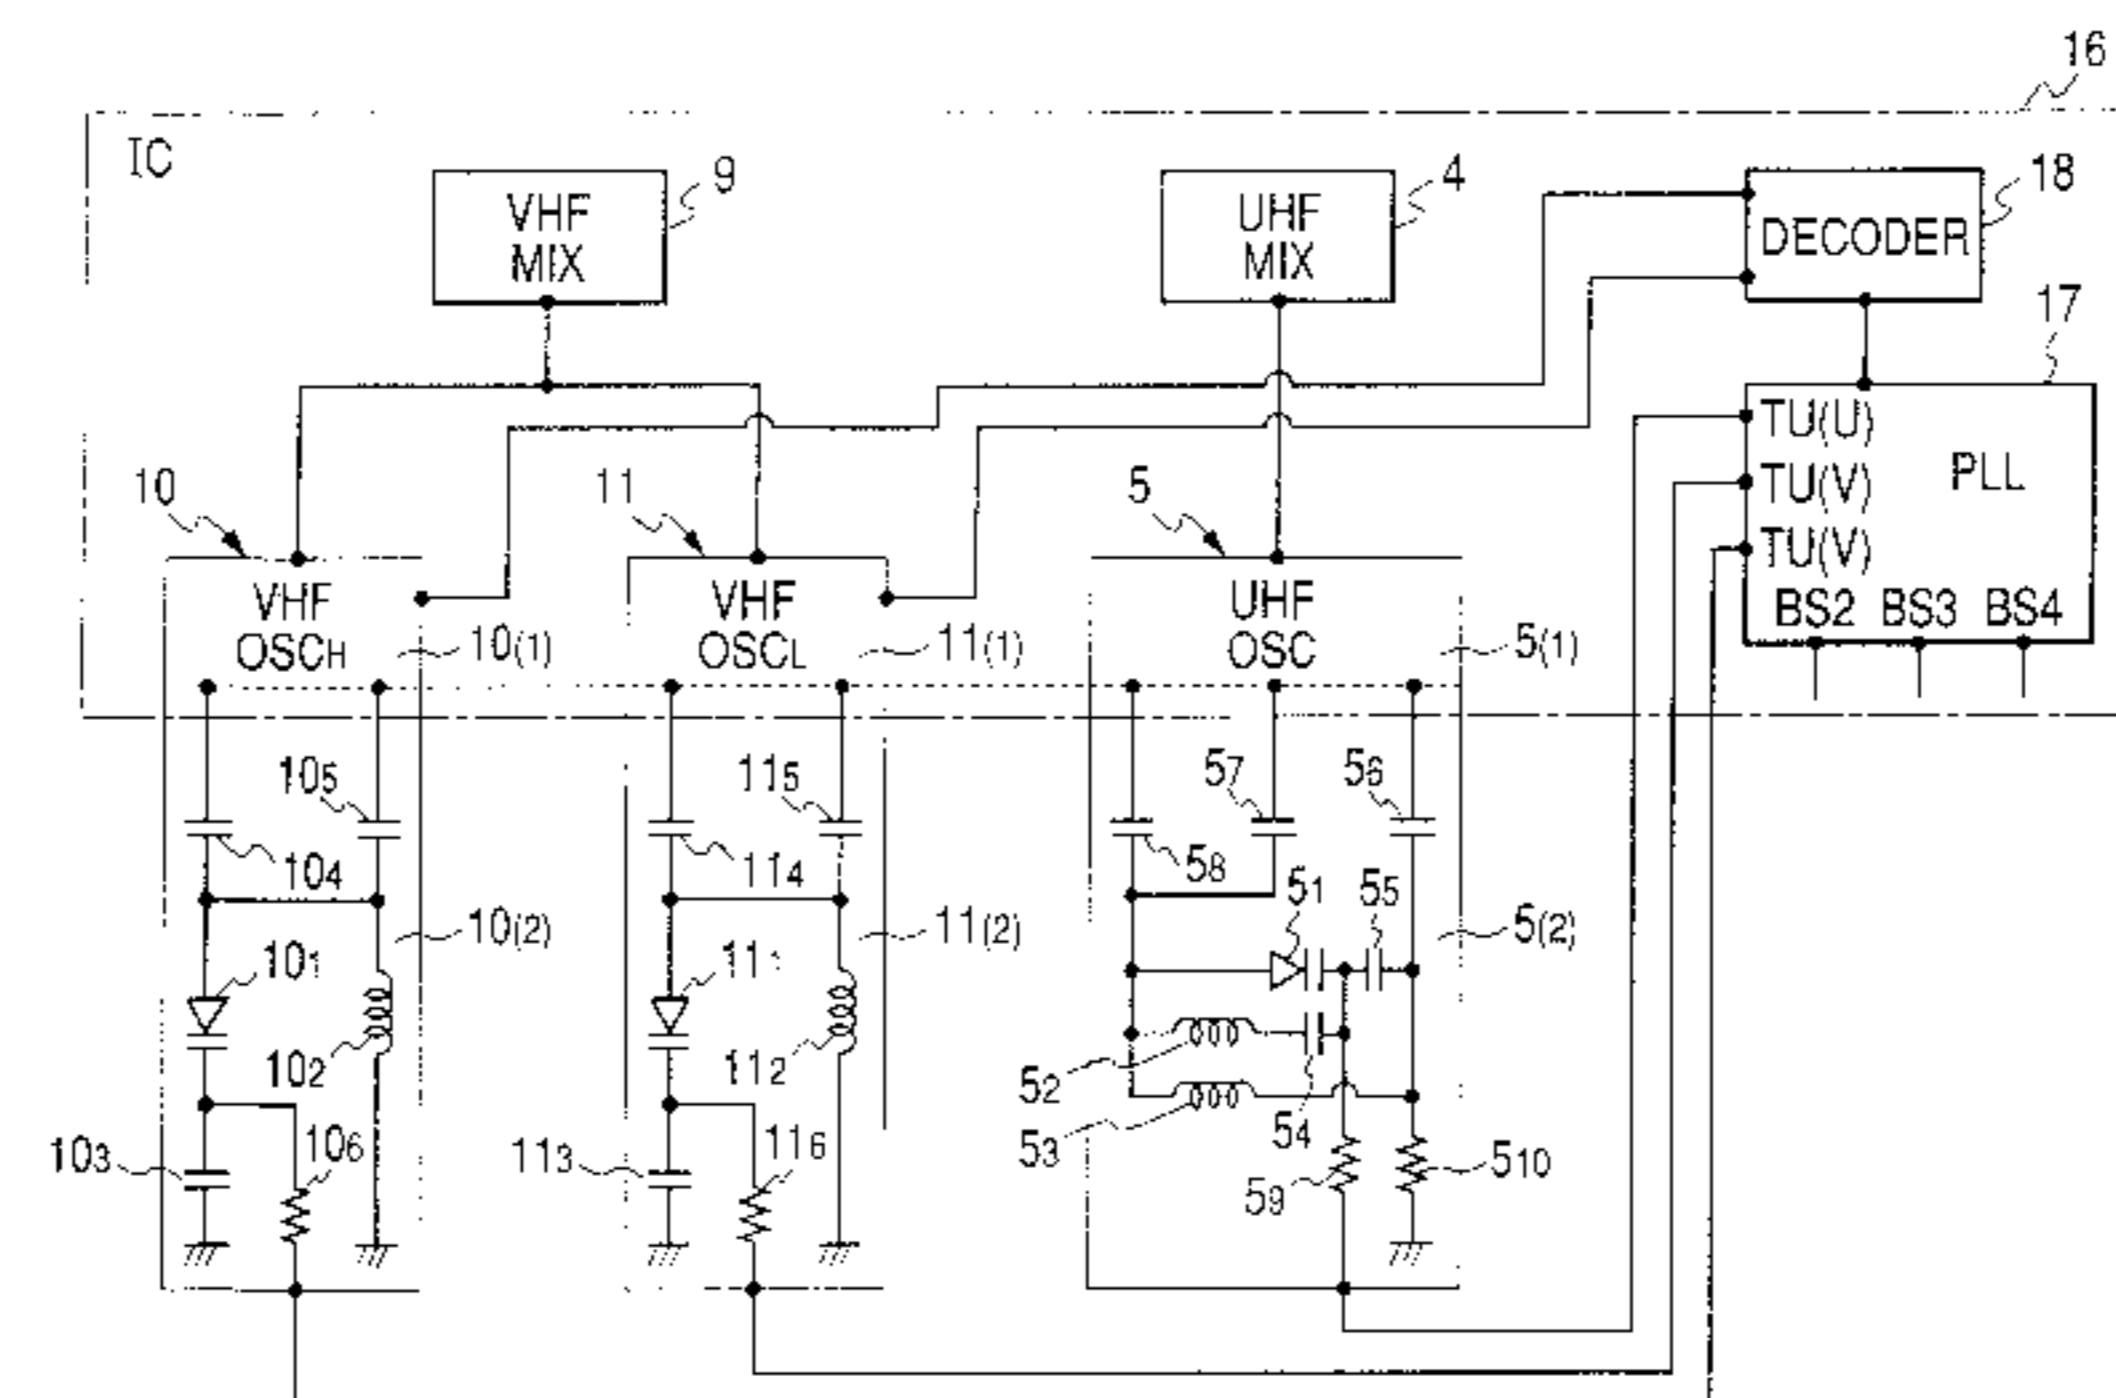 16
IC
9
4
18
VHF
MIX
UHF
MIX
DECODER
17
TU(U)
PLL
10
11
5
TU(V)
TU(V)
VHF
OSCH
VHF
OSCL
UHF
OSC
BS2 BS3 BS4
10(1)
11(1)
5(1)
105
115
57
56
104
114
58
51
55
10(2)
11(2)
5(2)
101
111
102
112
52
54
53
103
106
113
116
59
510